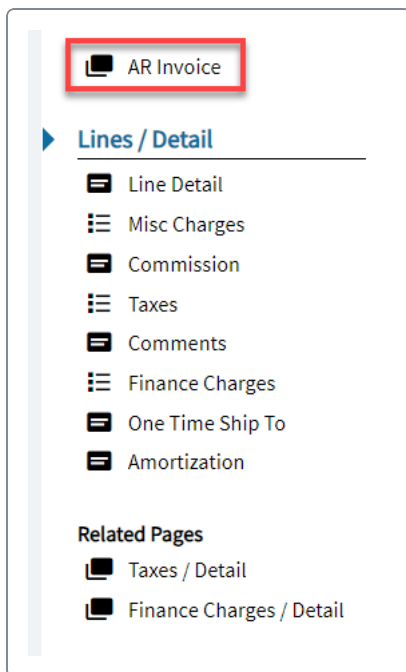 AR Invoice
Lines / Detail
Line Detail
Misc Charges
Commission
Taxes
Comments
Finance Charges
One Time Ship To
Amortization
Related Pages
Taxes / Detail
Finance Charges / Detail